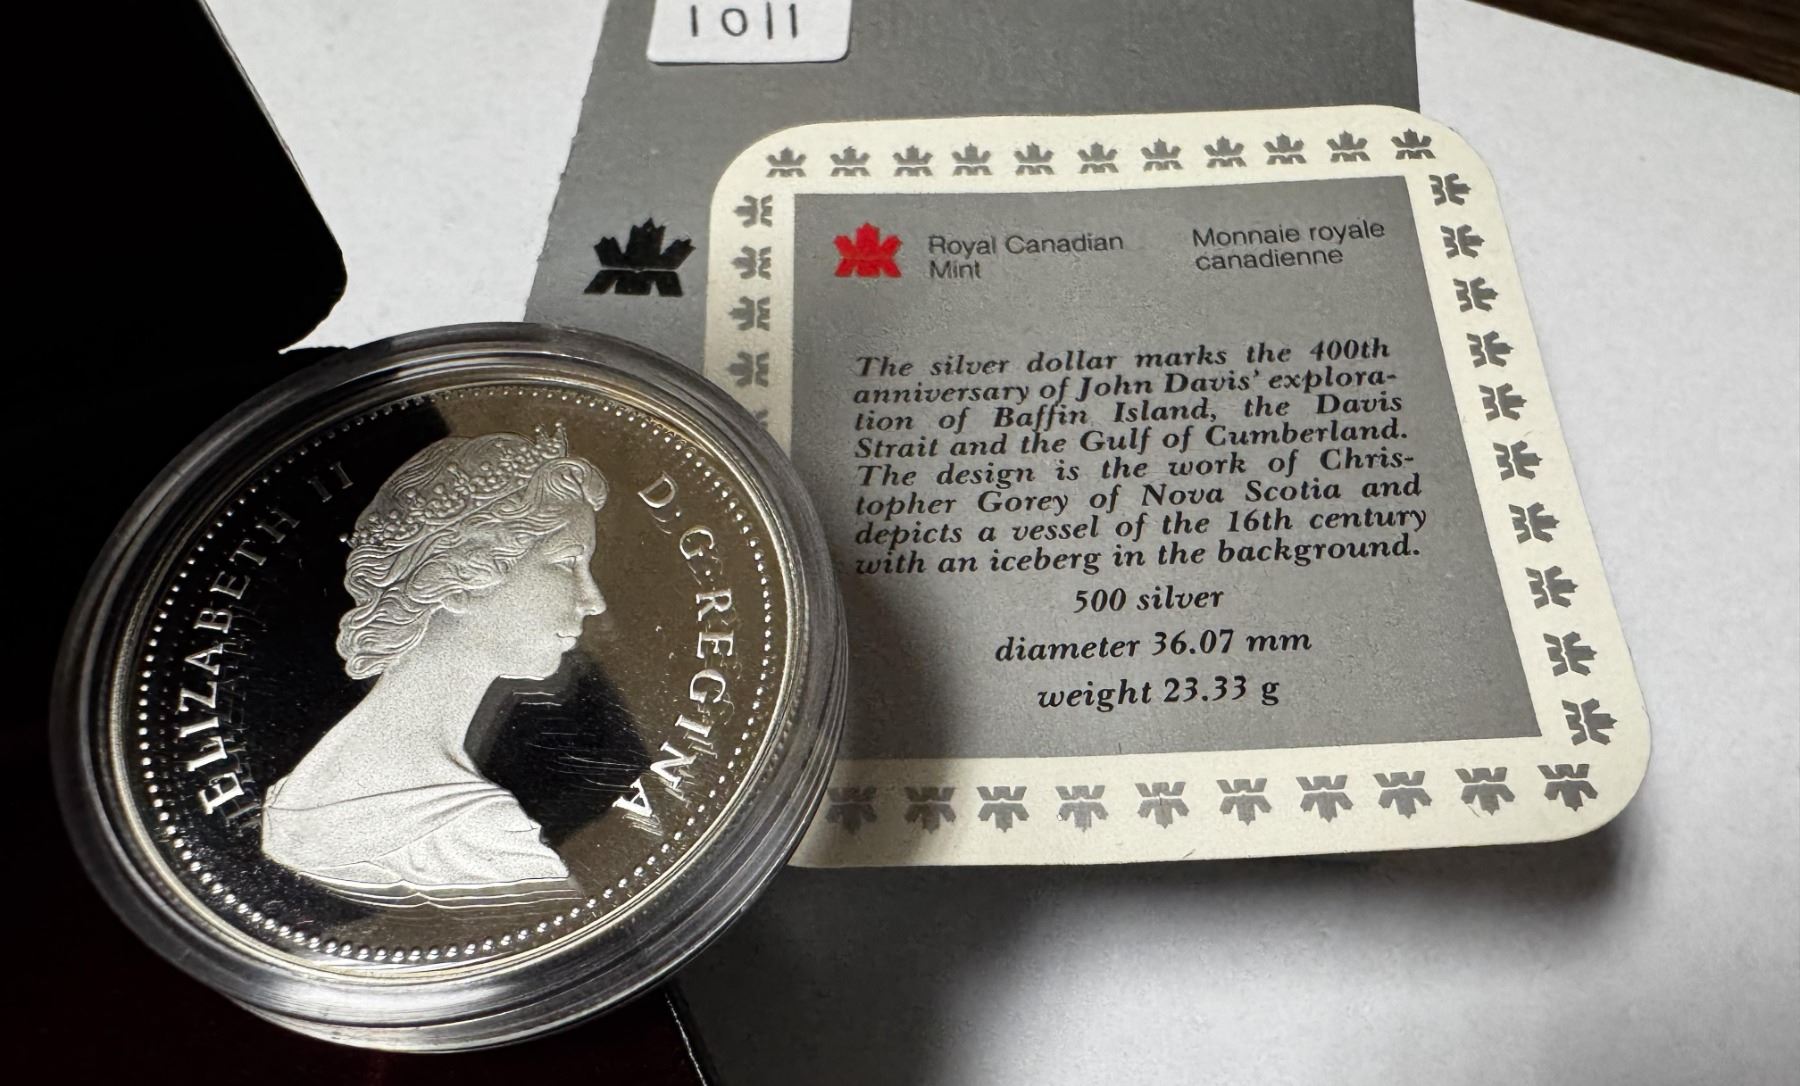 1011
Royal Canadian
Mint
Monnaie royale
canadienne
The silver dollar marks the 400th
anniversary of John Davis' explora-
tion of Baffin Island, the Davis
Strait and the Gulf of Cumberland.
The design is the work of Chris-
topher Gorey of Nova Scotia and
depicts a vessel of the 16th century
with an iceberg in the background.
500 silver
diameter 36.07 mm
weight 23.33 g
ELIZABETH II
D·G·REGINA